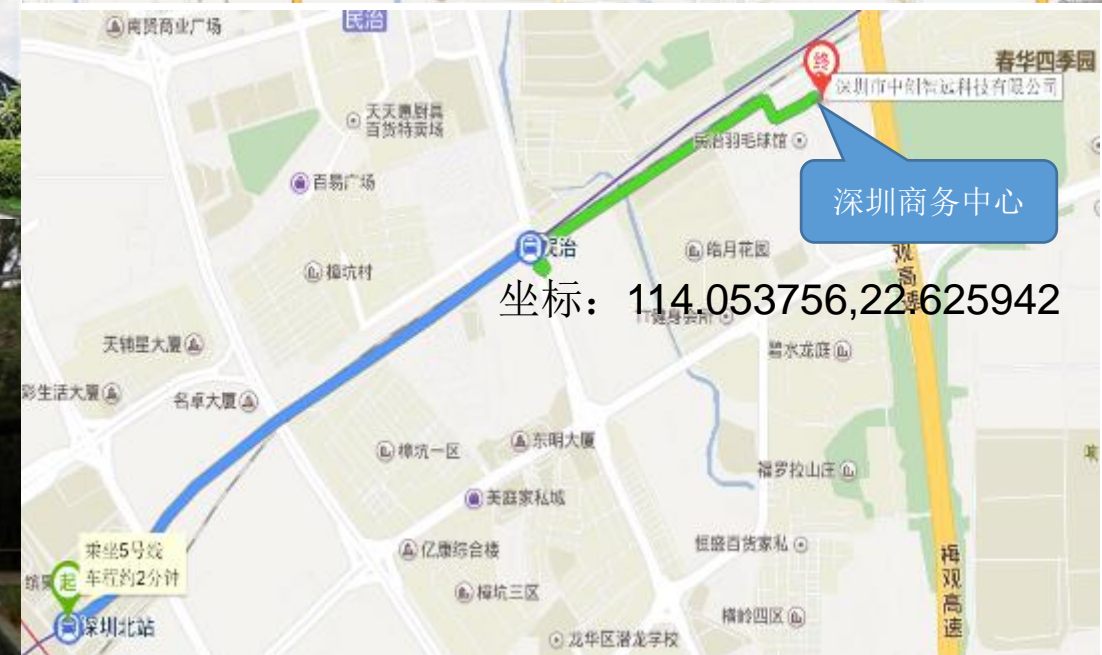 南贤商业广场
民治
终
春华四季园
深圳市中创智远科技有限公司
天天惠厨具
百货特卖场
民治羽毛球馆
百易广场
深圳商务中心
民治
皓月花园
樟坑村
观高速
坐标：114.053756,22.625942
天辅星大厦
碧水龙庭
彩生活大厦
名卓大厦
东明大厦
樟坑一区
福罗拉山庄
美庭家私城
乘坐5号线
车程约2分钟
亿康综合楼
恒盛百货家私
梅观高速
起
樟坑三区
横岭四区
深圳北站
龙华区潜龙学校